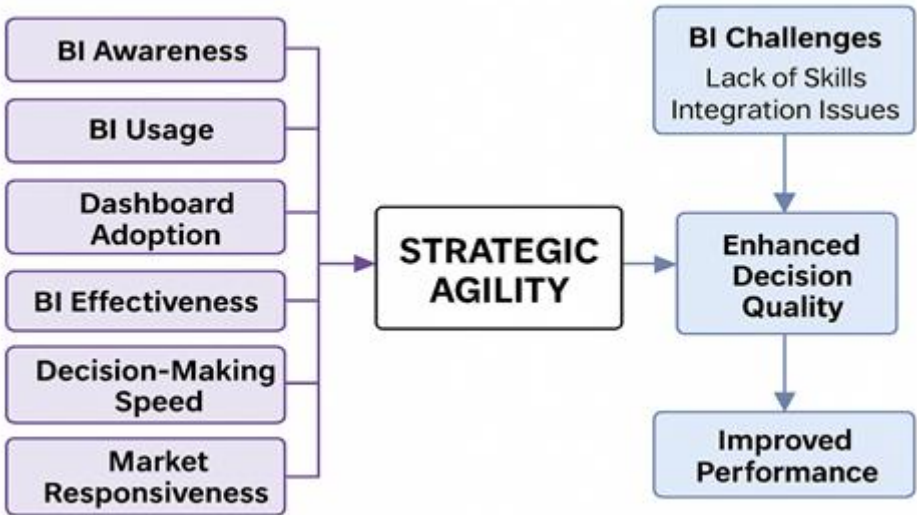 BI Awareness
BI Usage
Dashboard
Adoption
BI Effectiveness
Decision-Making
Speed
Market
Responsiveness
STRATEGIC
AGILITY
BI Challenges
Lack of Skills
Integration Issues
Enhanced
Decision
Quality
Improved
Performance